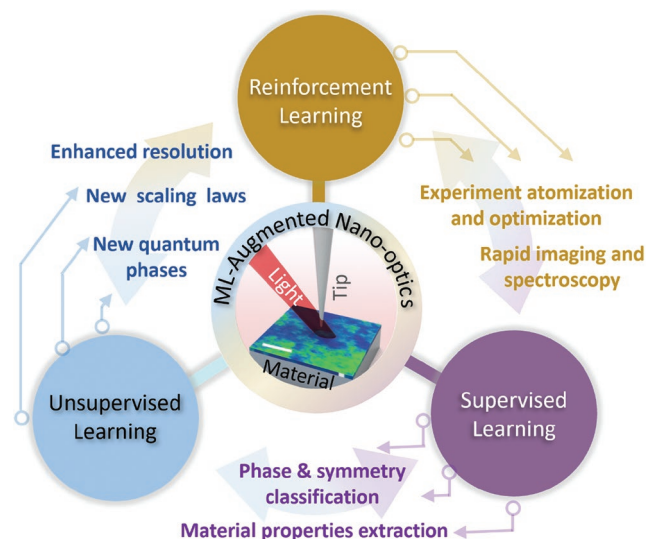 Reinforcement
Learning
Enhanced resolution
New scaling laws
New quantum
phases
Experiment atomization
and optimization
Rapid imaging and
spectroscopy
ML-Augmented Nano-optics
Light
Tip
Material
Unsupervised
Learning
Supervised
Learning
Phase & symmetry
classification
Material properties extraction